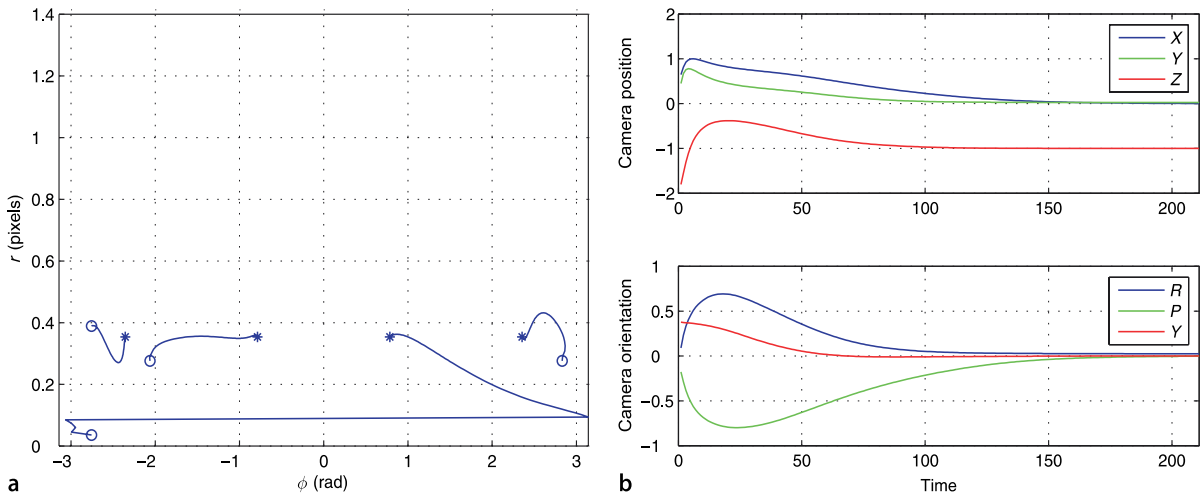 1.4
1.2
1
0.8
0.6
0.4
0.2
0
r (pixels)
-3 -2 -1 0 1 2 3
ϕ (rad)
a
2
1
0
−1
−2
Camera position
X
Y
Z
0 50 100 150 200
1
0.5
0
−0.5
−1
Camera orientation
R
P
Y
0 50 100 150 200
Time
b